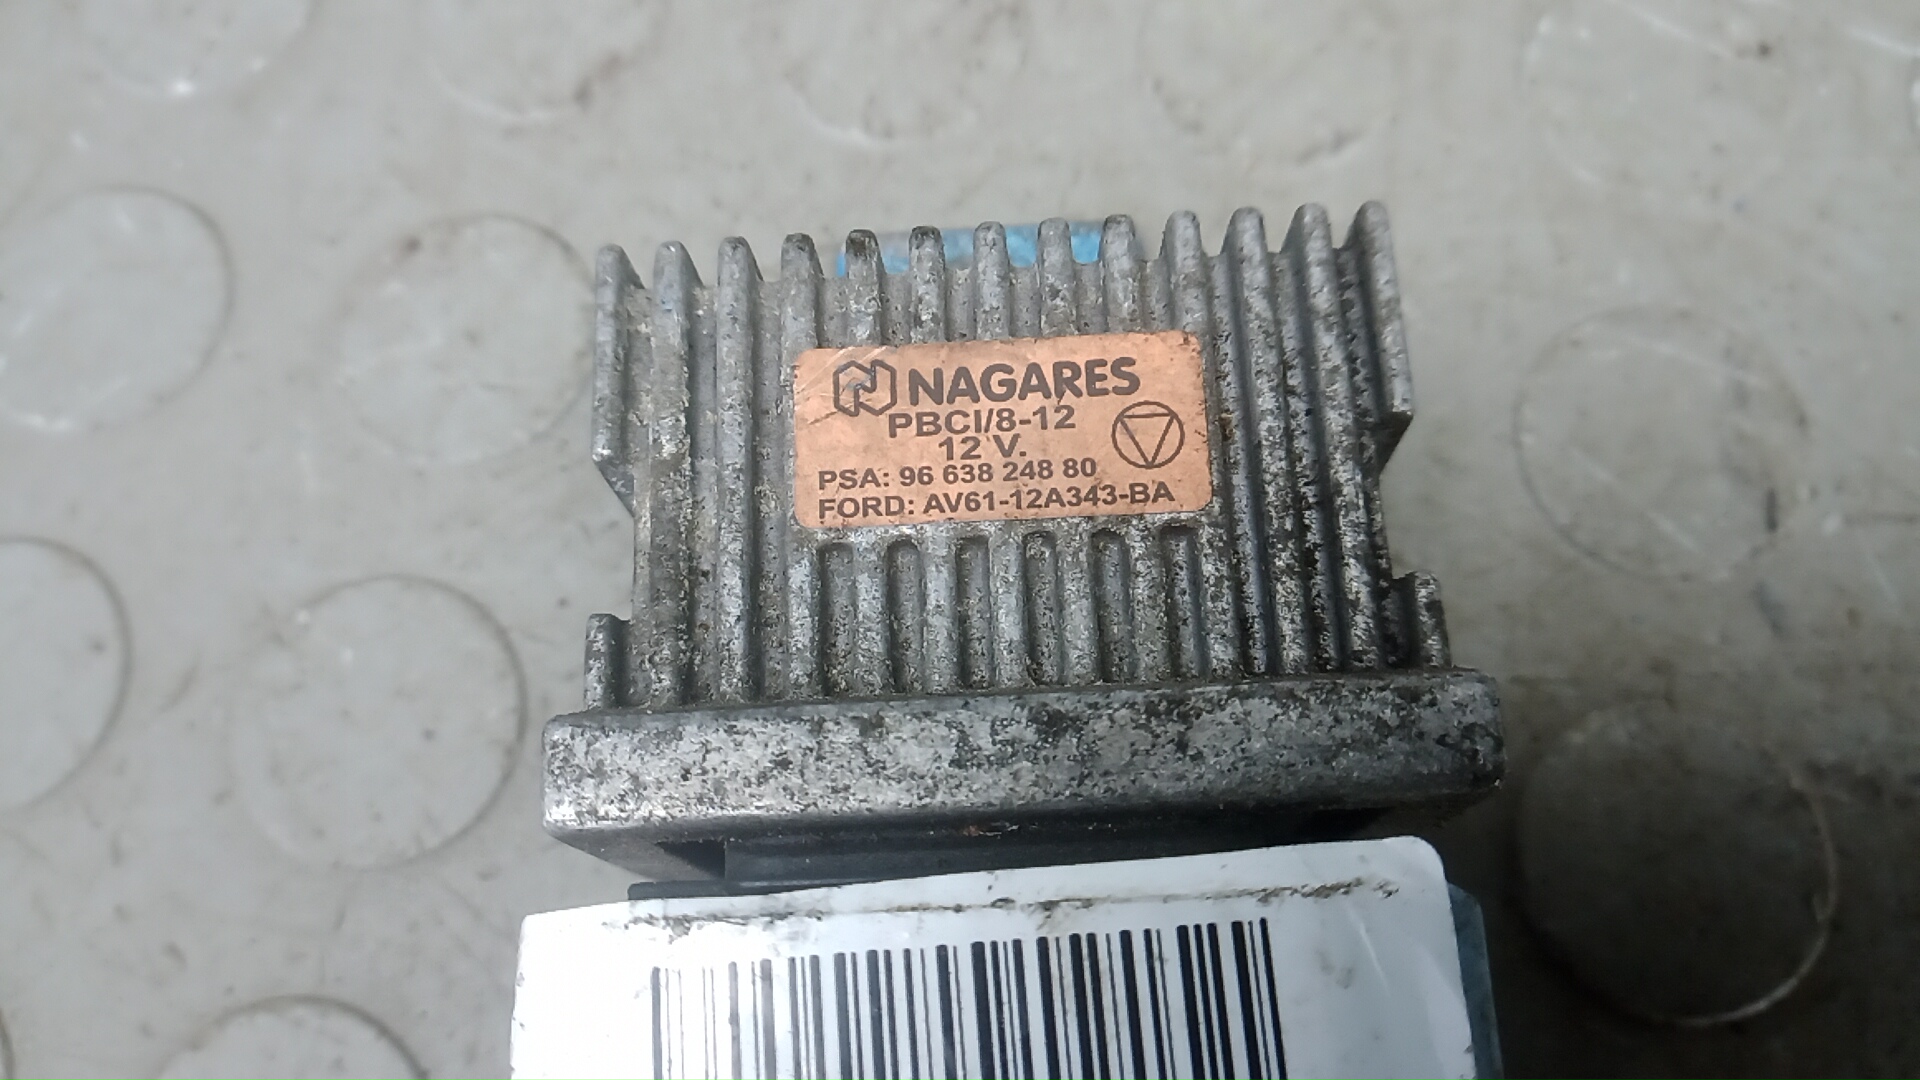 NAGARES
PBCI/8-12
12 V.
PSA: 96 638 248 80
FORD: AV61-12A343-BA